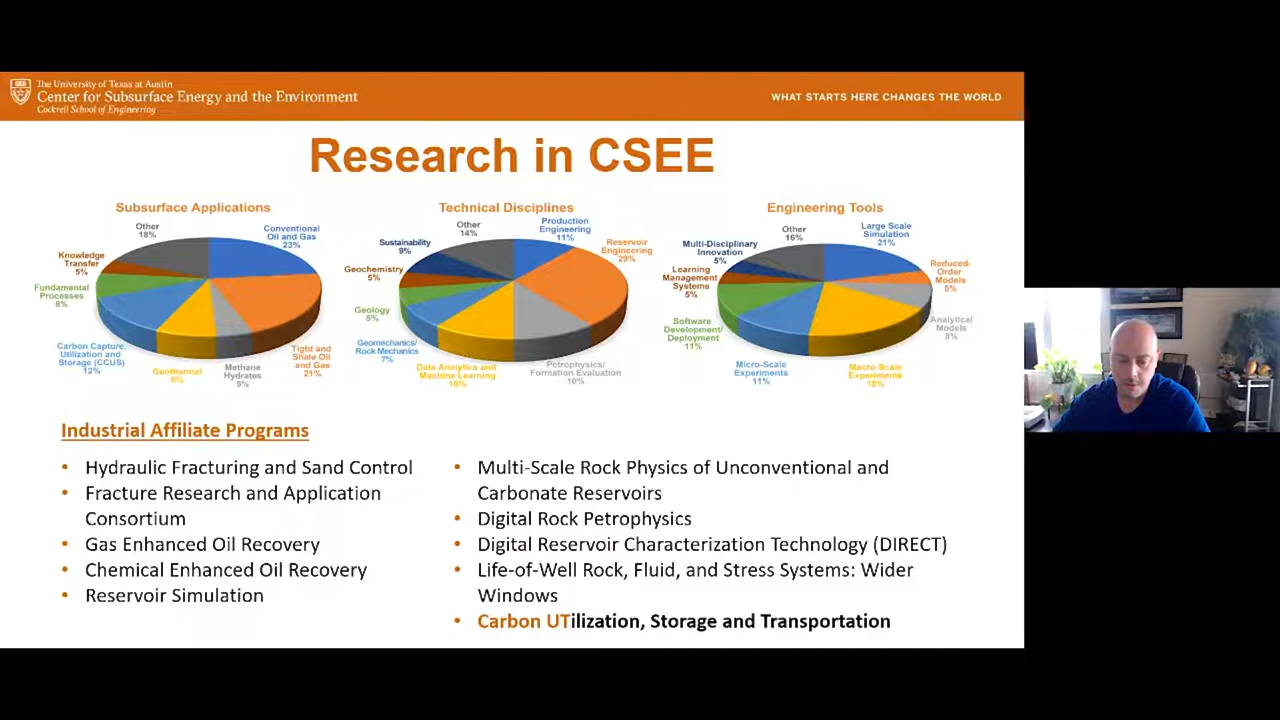 The University of Texas at Austin
Center for Subsurface Energy and the Environment
Cockrell School of Engineering
WHAT STARTS HERE CHANGES THE WORLD
Research in CSEE
Subsurface Applications
Other
18%
Conventional
Oil and Gas
23%
Knowledge
Transfer
5%
Fundamental
Processes
8%
Carbon Capture,
Utilization and
Storage (CCUS)
12%
Geothermal
8%
Methane
Hydrates
5%
Tight and
Shale Oil
and Gas
21%
Technical Disciplines
Other
14%
Production
Engineering
11%
Sustainability
9%
Reservoir
Engineering
29%
Geochemistry
5%
Geology
5%
Geomechanics/
Rock Mechanics
7%
Data Analytics and
Machine Learning
10%
Petrophysics/
Formation Evaluation
10%
Engineering Tools
Other
16%
Large Scale
Simulation
21%
Multi-Disciplinary
Innovation
5%
Reduced-
Order
Models
5%
Learning
Management
Systems
5%
Analytical
Models
8%
Software
Development/
Deployment
11%
Micro-Scale
Experiments
11%
Macro-Scale
Experiments
18%
Industrial Affiliate Programs
• Hydraulic Fracturing and Sand Control
• Fracture Research and Application
Consortium
• Gas Enhanced Oil Recovery
• Chemical Enhanced Oil Recovery
• Reservoir Simulation
• Multi-Scale Rock Physics of Unconventional and
Carbonate Reservoirs
• Digital Rock Petrophysics
• Digital Reservoir Characterization Technology (DIRECT)
• Life-of-Well Rock, Fluid, and Stress Systems: Wider
Windows
• Carbon UTilization, Storage and Transportation